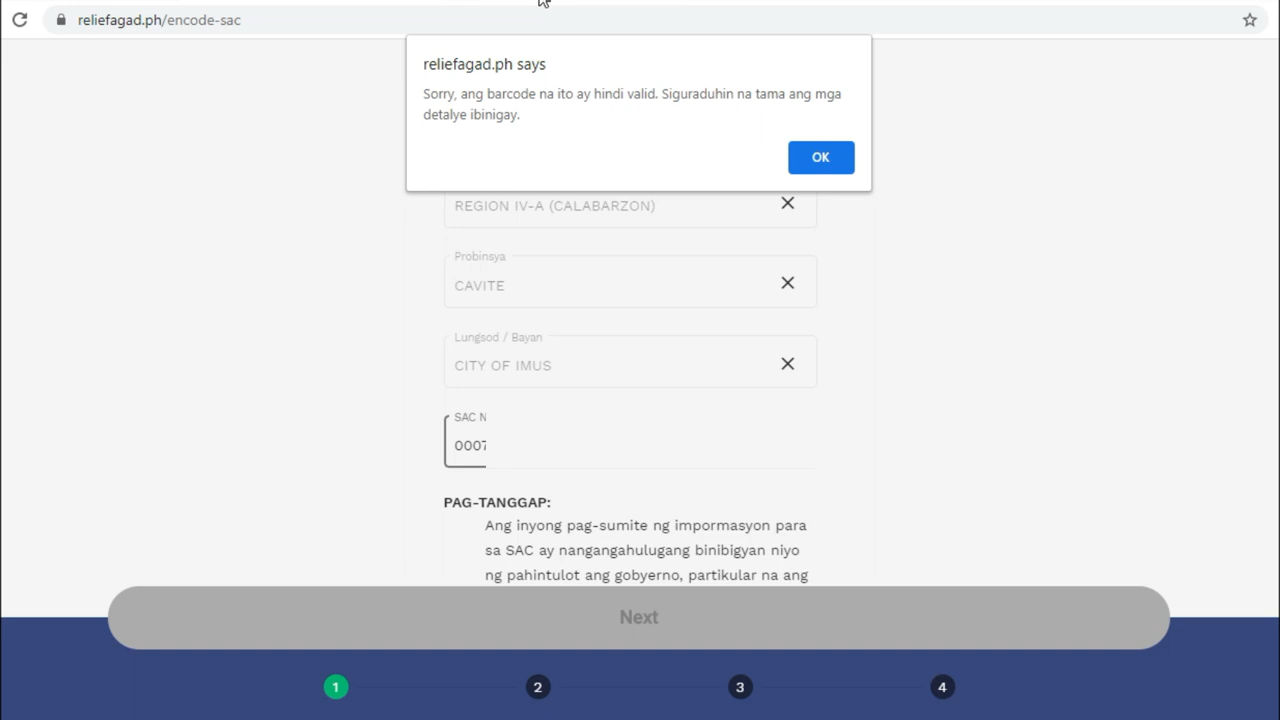 reliefagad.ph/encode-sac
reliefagad.ph says
Sorry, ang barcode na ito ay hindi valid. Siguraduhin na tama ang mga
detalye ibinigay.
OK
REGION IV-A (CALABARZON)
Probinsya
CAVITE
Lungsod / Bayan
CITY OF IMUS
SAC N
0007
PAG-TANGGAP:
Ang inyong pag-sumite ng impormasyon para
sa SAC ay nangangahulugang binibigyan niyo
ng pahintulot ang gobyerno, partikular na ang
Next
1 2 3 4